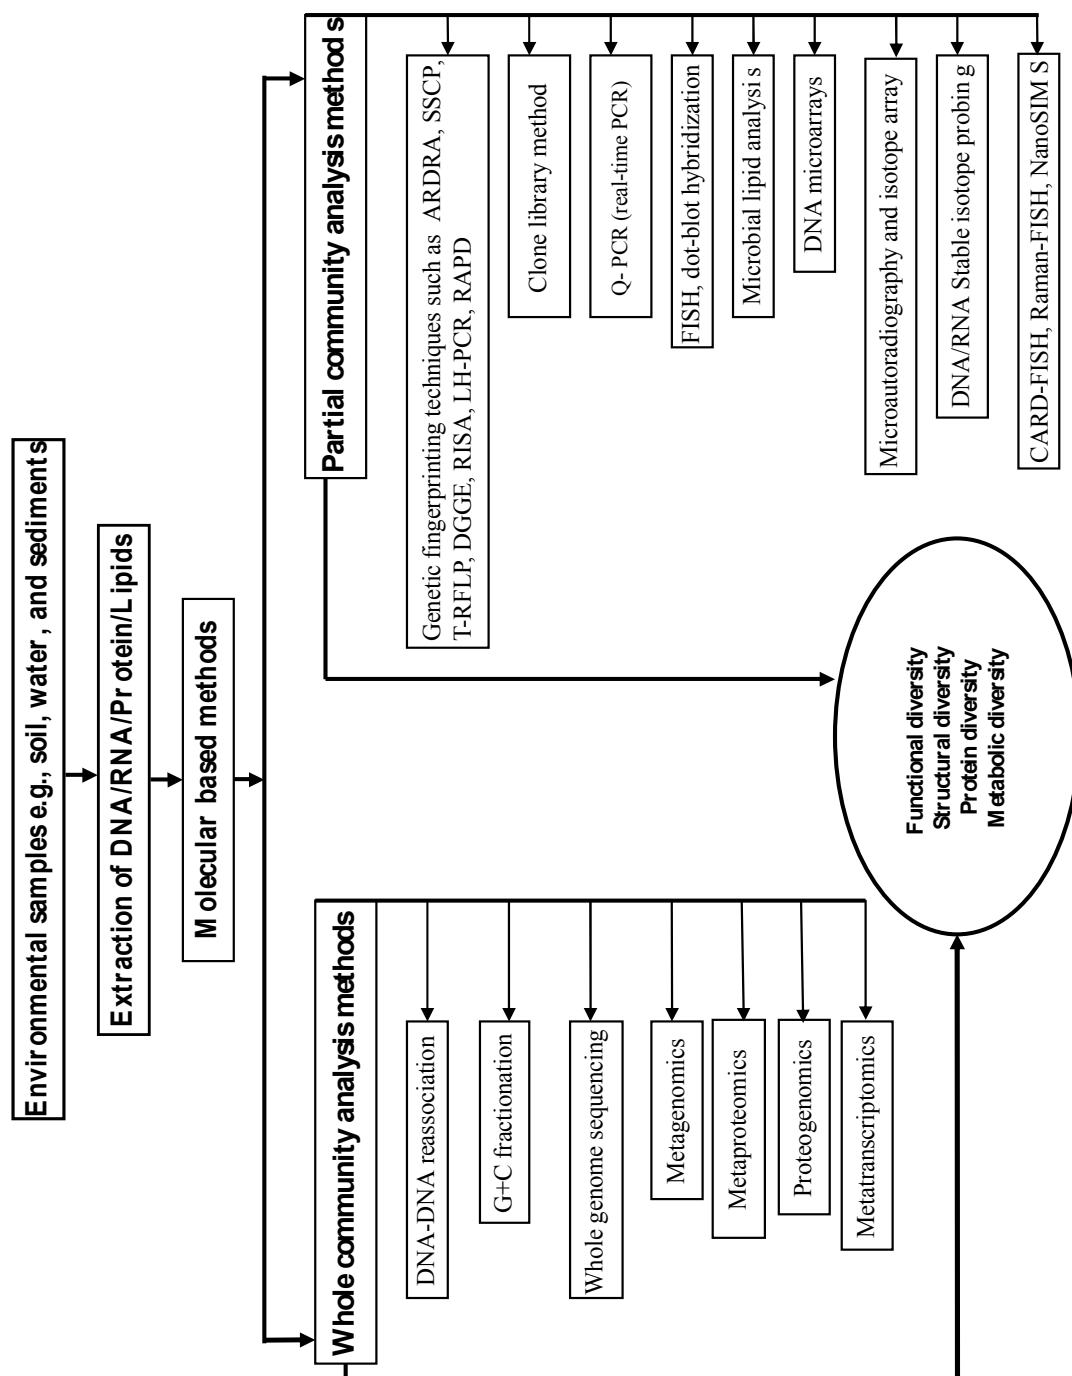 Environmental samples e.g., soil, water, and sediments
Extraction of DNA/RNA/Protein/Lipids
Molecular based methods
Whole community analysis methods
DNA-DNA reassociation
G+C fractionation
Whole genome sequencing
Metagenomics
Metaproteomics
Proteogenomics
Metatranscriptomics
Partial community analysis methods
Genetic fingerprinting techniques such as ARDRA, SSCP,
T-RFLP, DGGE, RISA, LH-PCR, RAPD
Clone library method
Q- PCR (real-time PCR)
FISH, dot-blot hybridization
Microbial lipid analysis
DNA microarrays
Microautoradiography and isotope array
DNA/RNA Stable isotope probing
CARD-FISH, Raman-FISH, NanoSIMS
Functional diversity
Structural diversity
Protein diversity
Metabolic diversity